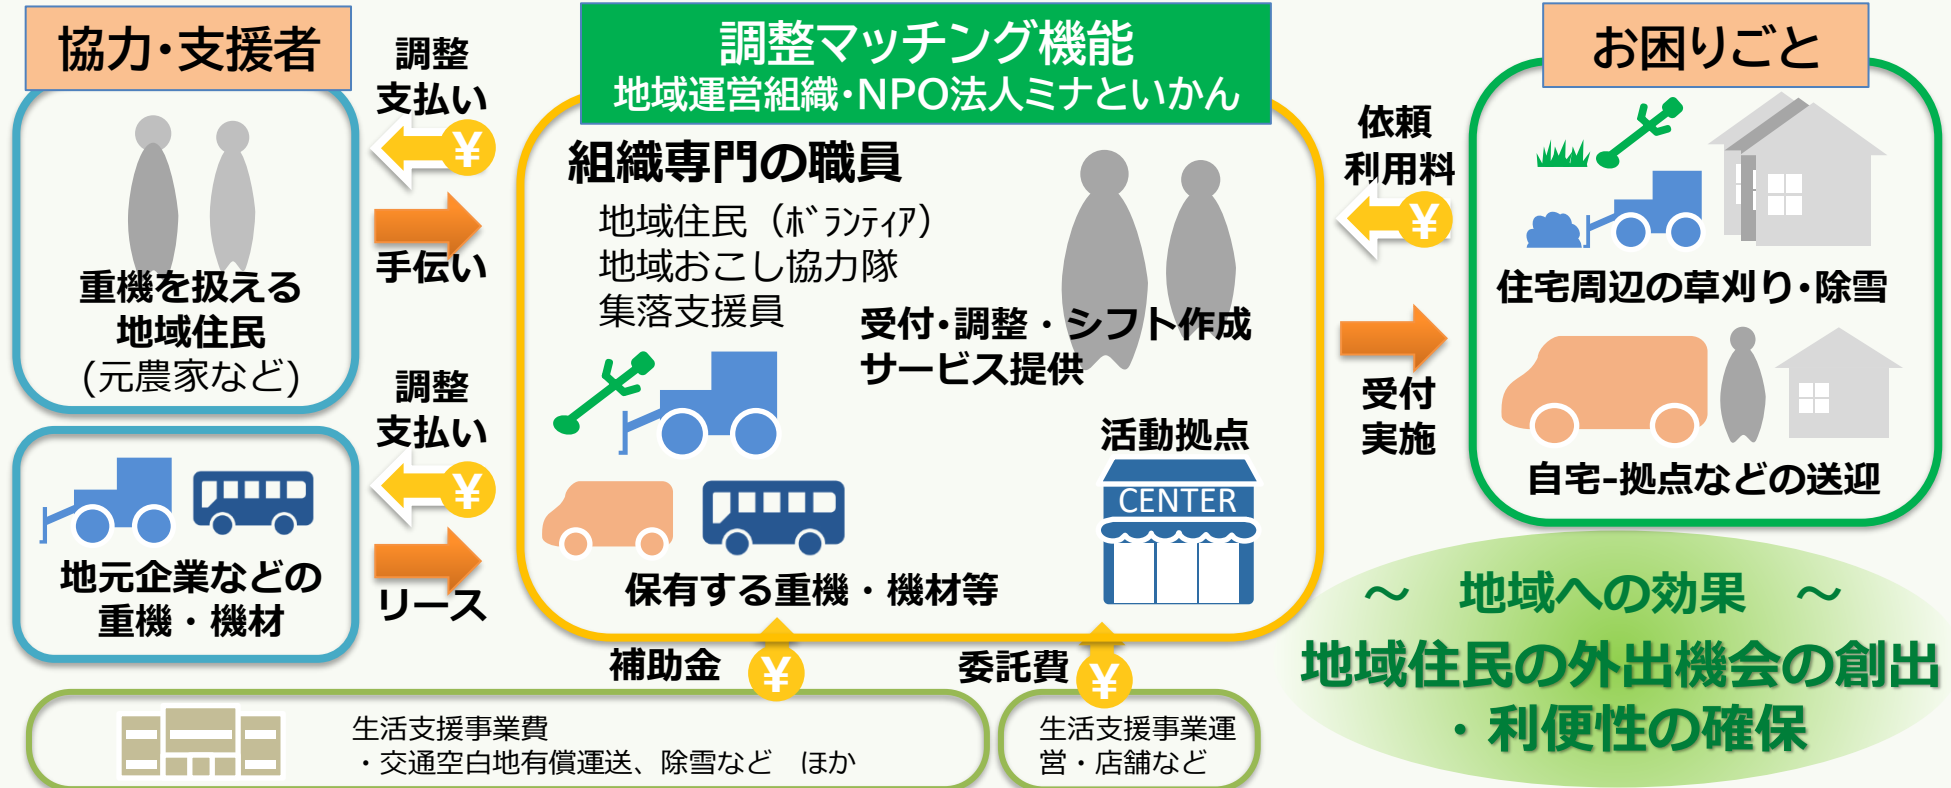 協力・支援者
重機を扱える
地域住民
(元農家など)
地元企業などの
重機・機材
調整
支払い
¥
手伝い
調整
支払い
¥
リース
調整マッチング機能
地域運営組織・NPO法人ミナといかん
組織専門の職員
地域住民（ﾎﾞﾗﾝﾃｨｱ）
地域おこし協力隊
集落支援員
受付・調整・シフト作成
サービス提供
活動拠点
CENTER
保有する重機・機材等
依頼
利用料
¥
受付
実施
お困りごと
住宅周辺の草刈り・除雪
自宅-拠点などの送迎
補助金
¥
委託費
¥
生活支援事業費
・交通空白地有償運送、除雪など　ほか
生活支援事業運
営・店舗など
～　地域への効果　～
地域住民の外出機会の創出
・利便性の確保